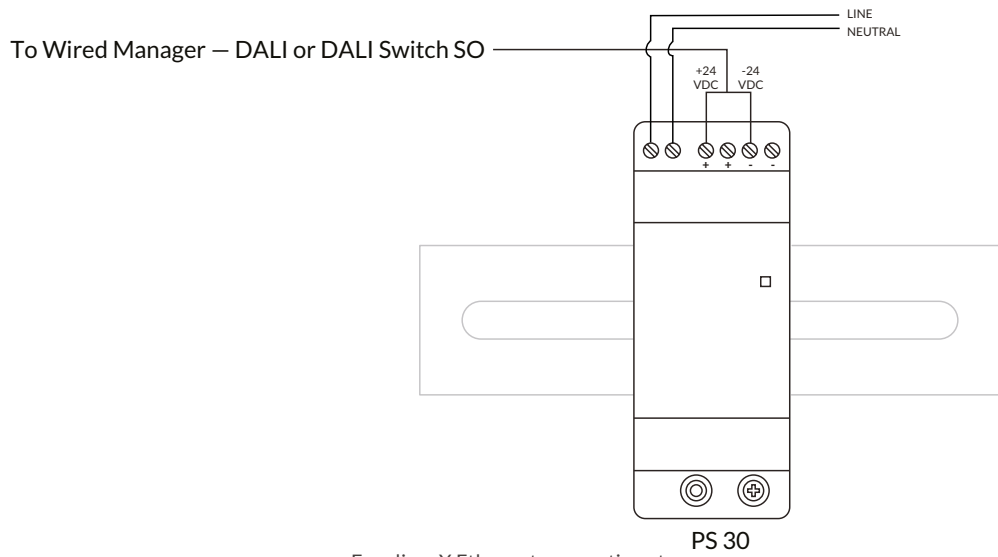 LINE
NEUTRAL
To Wired Manager — DALI or DALI Switch SO
+24 -24
VDC VDC
+ + - -
PS 30